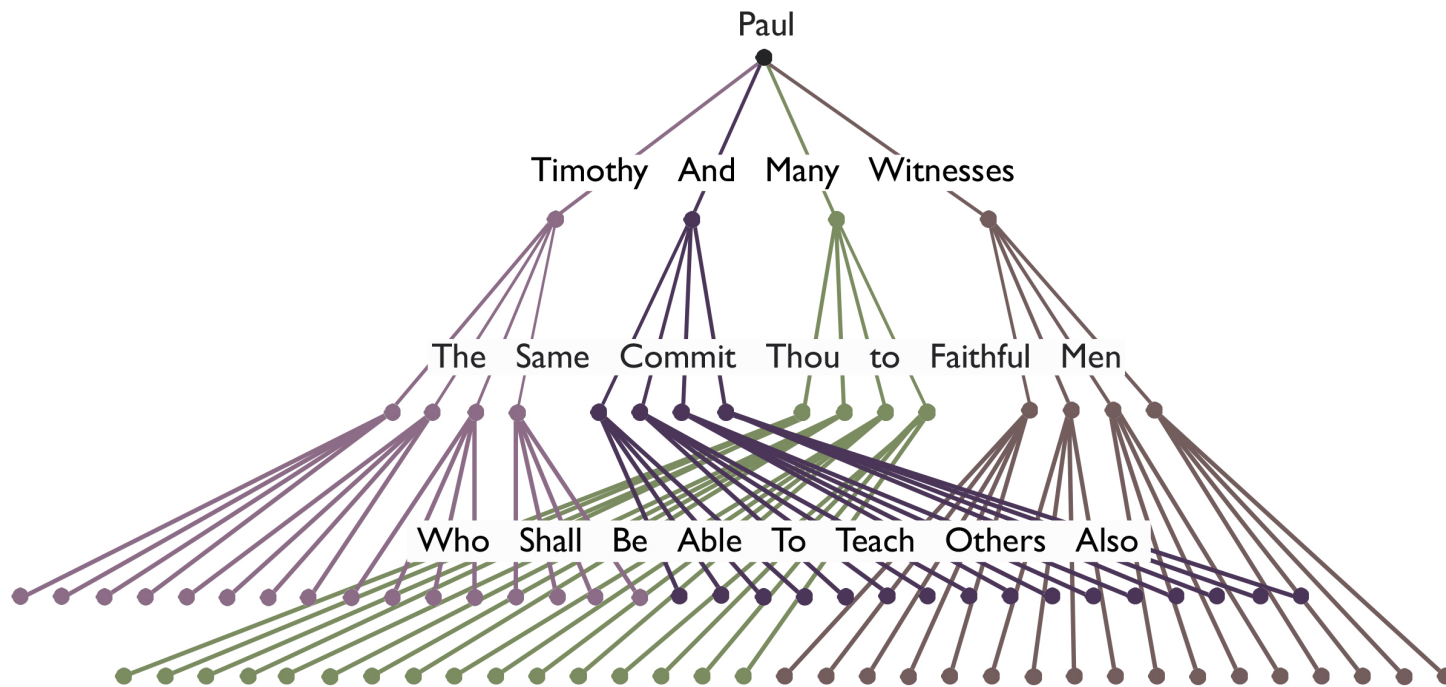 Paul
Timothy And Many Witnesses
The Same Commit Thou to Faithful Men
Who Shall Be Able To Teach Others Also